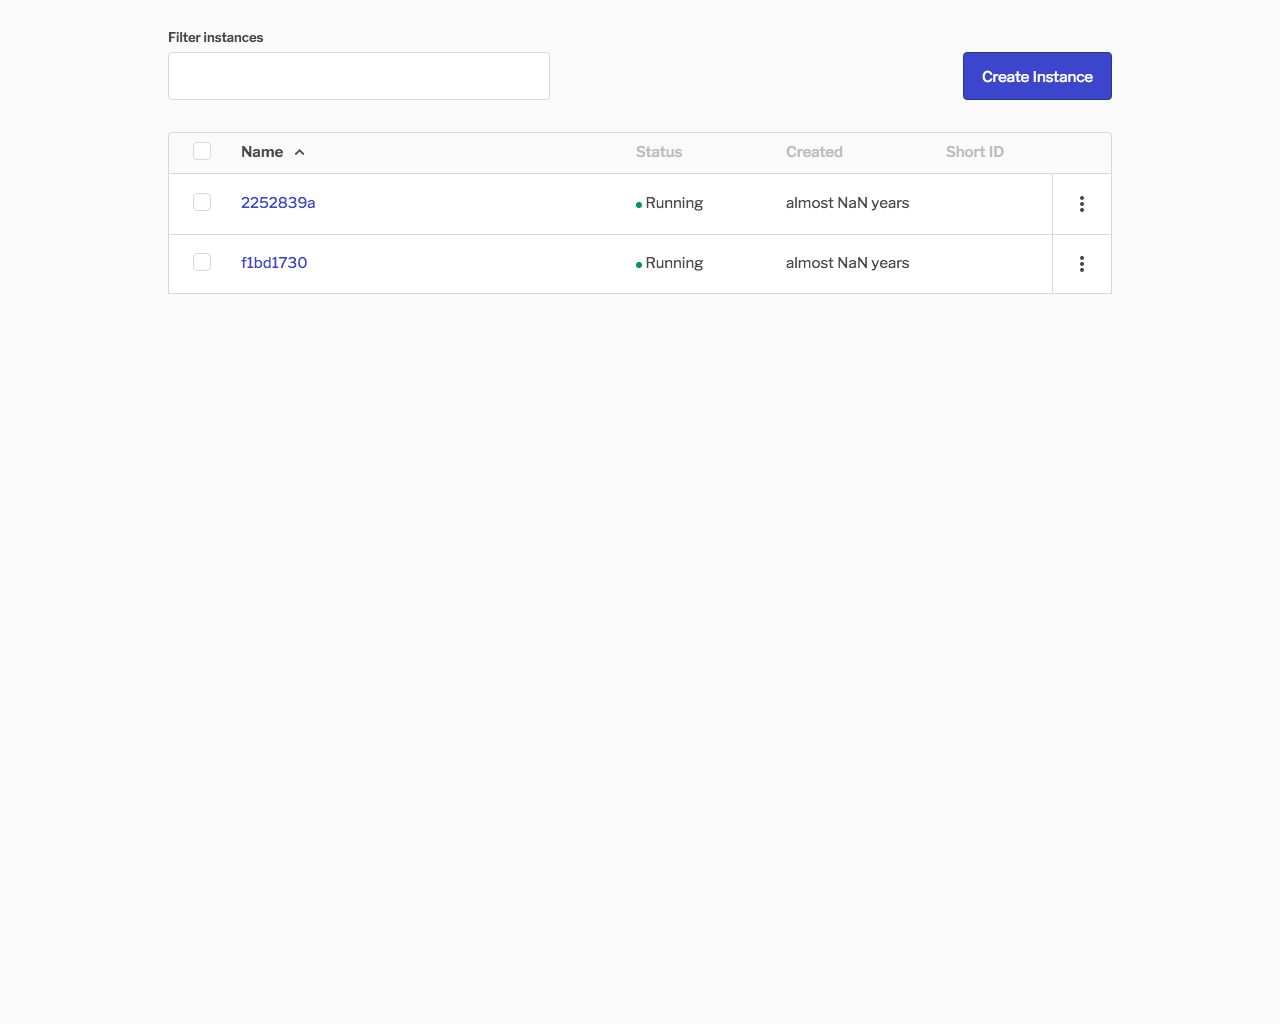 Filter instances
Create Instance
Name Status Created Short ID
2252839a Running almost NaN years
f1bd1730 Running almost NaN years